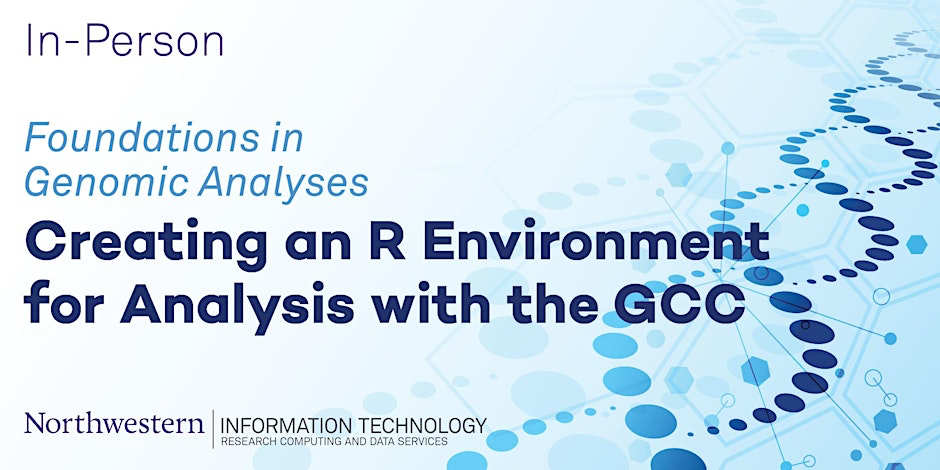 In-Person
Foundations in
Genomic Analyses
Creating an R Environment
for Analysis with the GCC
Northwestern
INFORMATION TECHNOLOGY
RESEARCH COMPUTING AND DATA SERVICES